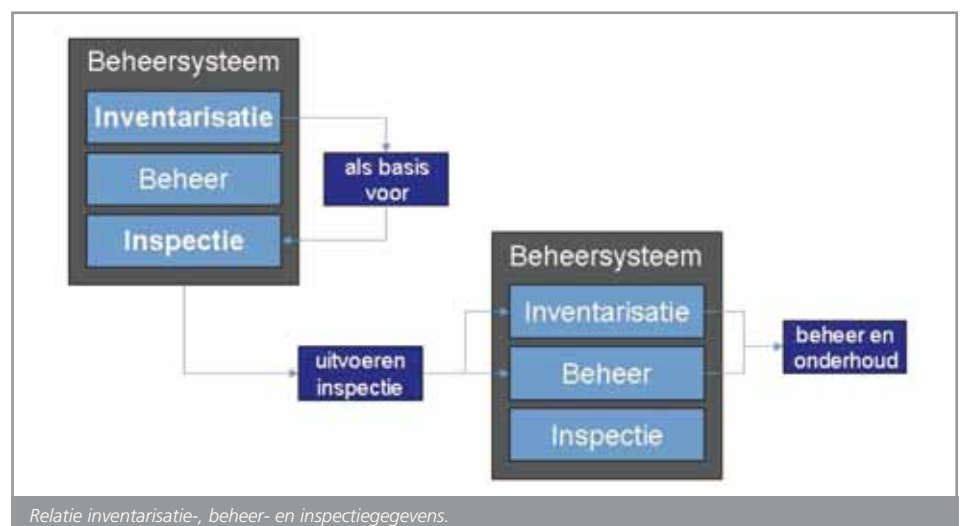 Beheersysteem
Inventarisatie
Beheer
Inspectie
als basis
voor
uitvoeren
inspectie
Beheersysteem
Inventarisatie
Beheer
Inspectie
beheer en
onderhoud
Relatie inventarisatie-, beheer- en inspectiegegevens.